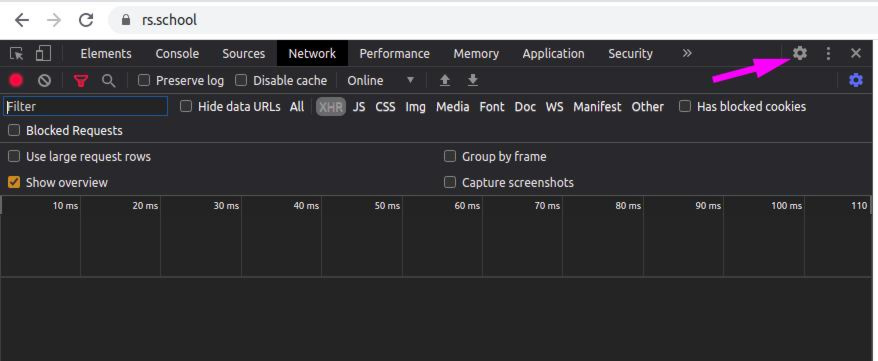 rs.school
Elements Console Sources Network Performance Memory Application Security »
Preserve log Disable cache Online
Filter Hide data URLs All XHR JS CSS Img Media Font Doc WS Manifest Other Has blocked cookies
Blocked Requests
Use large request rows Group by frame
Show overview Capture screenshots
10 ms 20 ms 30 ms 40 ms 50 ms 60 ms 70 ms 80 ms 90 ms 100 ms 110